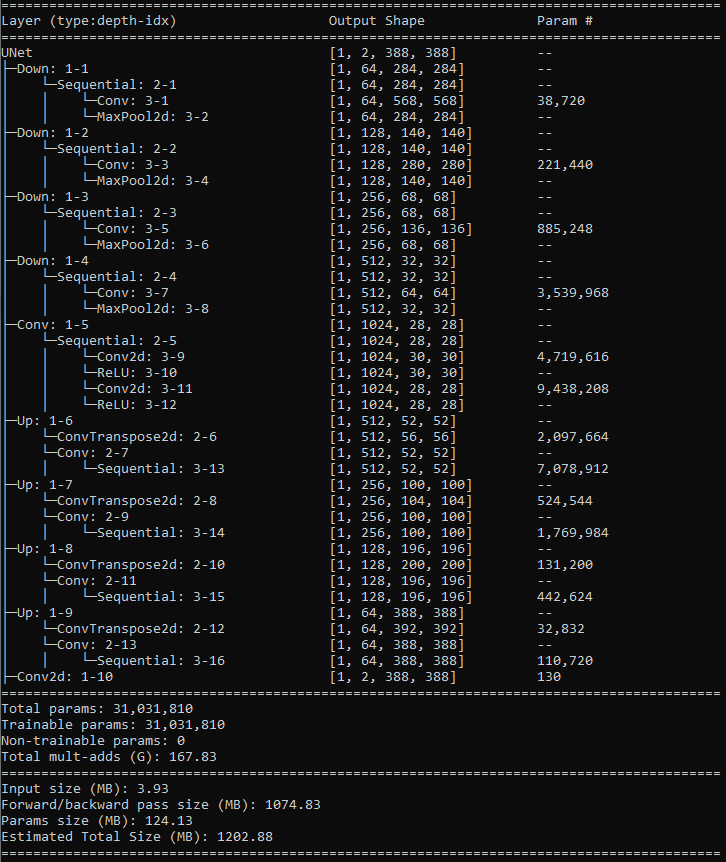 ==========================================================================================
Layer (type:depth-idx)                   Output Shape              Param #
==========================================================================================
UNet                                     [1, 2, 388, 388]          --
├─Down: 1-1                              [1, 64, 284, 284]         --
│    └─Sequential: 2-1                   [1, 64, 284, 284]         --
│    │    └─Conv: 3-1                    [1, 64, 568, 568]         38,720
│    │    └─MaxPool2d: 3-2               [1, 64, 284, 284]         --
├─Down: 1-2                              [1, 128, 140, 140]        --
│    └─Sequential: 2-2                   [1, 128, 140, 140]        --
│    │    └─Conv: 3-3                    [1, 128, 280, 280]        221,440
│    │    └─MaxPool2d: 3-4               [1, 128, 140, 140]        --
├─Down: 1-3                              [1, 256, 68, 68]          --
│    └─Sequential: 2-3                   [1, 256, 68, 68]          --
│    │    └─Conv: 3-5                    [1, 256, 136, 136]        885,248
│    │    └─MaxPool2d: 3-6               [1, 256, 68, 68]          --
├─Down: 1-4                              [1, 512, 32, 32]          --
│    └─Sequential: 2-4                   [1, 512, 32, 32]          --
│    │    └─Conv: 3-7                    [1, 512, 64, 64]          3,539,968
│    │    └─MaxPool2d: 3-8               [1, 512, 32, 32]          --
├─Conv: 1-5                              [1, 1024, 28, 28]         --
│    └─Sequential: 2-5                   [1, 1024, 28, 28]         --
│    │    └─Conv2d: 3-9                  [1, 1024, 30, 30]         4,719,616
│    │    └─ReLU: 3-10                   [1, 1024, 30, 30]         --
│    │    └─Conv2d: 3-11                 [1, 1024, 28, 28]         9,438,208
│    │    └─ReLU: 3-12                   [1, 1024, 28, 28]         --
├─Up: 1-6                                [1, 512, 52, 52]          --
│    └─ConvTranspose2d: 2-6              [1, 512, 56, 56]          2,097,664
│    └─Conv: 2-7                         [1, 512, 52, 52]          --
│    │    └─Sequential: 3-13             [1, 512, 52, 52]          7,078,912
├─Up: 1-7                                [1, 256, 100, 100]        --
│    └─ConvTranspose2d: 2-8              [1, 256, 104, 104]        524,544
│    └─Conv: 2-9                         [1, 256, 100, 100]        --
│    │    └─Sequential: 3-14             [1, 256, 100, 100]        1,769,984
├─Up: 1-8                                [1, 128, 196, 196]        --
│    └─ConvTranspose2d: 2-10             [1, 128, 200, 200]        131,200
│    └─Conv: 2-11                        [1, 128, 196, 196]        --
│    │    └─Sequential: 3-15             [1, 128, 196, 196]        442,624
├─Up: 1-9                                [1, 64, 388, 388]         --
│    └─ConvTranspose2d: 2-12             [1, 64, 392, 392]         32,832
│    └─Conv: 2-13                        [1, 64, 388, 388]         --
│    │    └─Sequential: 3-16             [1, 64, 388, 388]         110,720
├─Conv2d: 1-10                           [1, 2, 388, 388]          130
==========================================================================================
Total params: 31,031,810
Trainable params: 31,031,810
Non-trainable params: 0
Total mult-adds (G): 167.83
==========================================================================================
Input size (MB): 3.93
Forward/backward pass size (MB): 1074.83
Params size (MB): 124.13
Estimated Total Size (MB): 1202.88
==========================================================================================